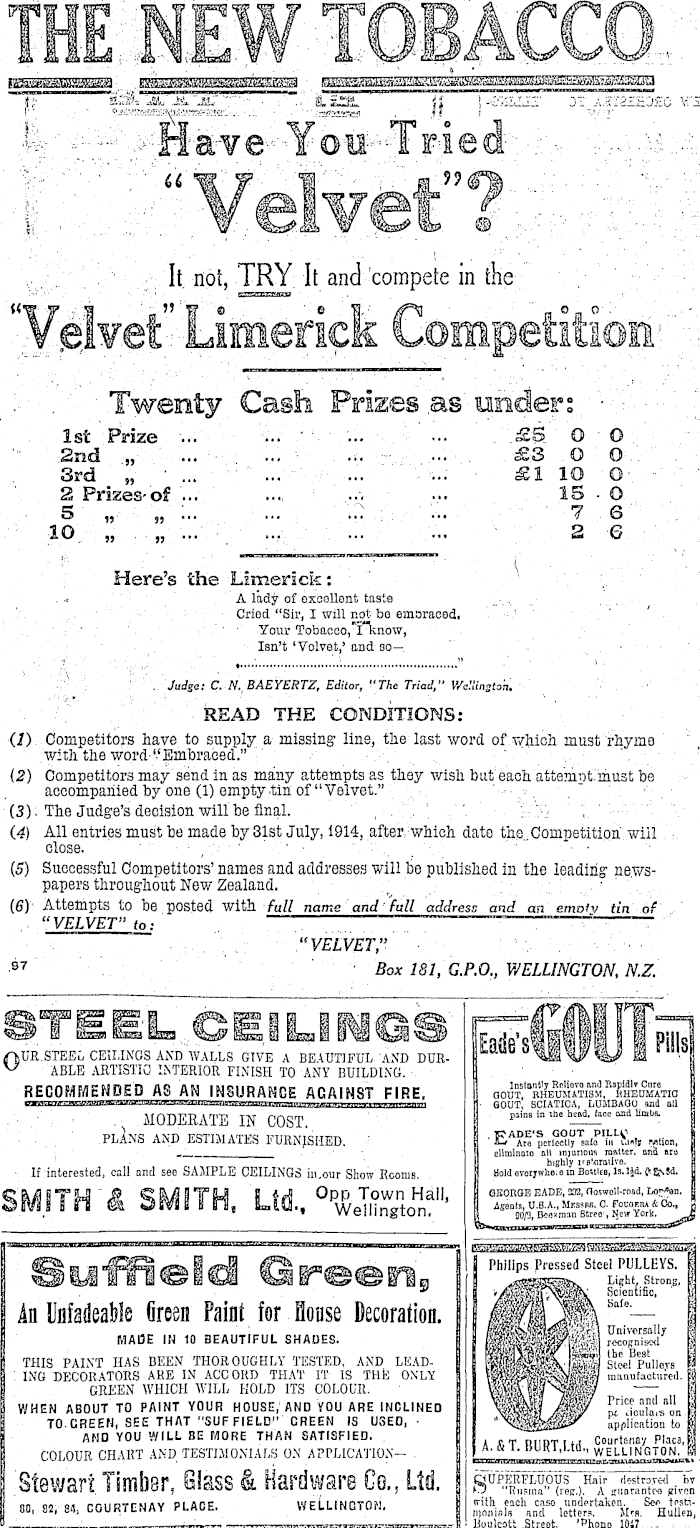 THE NEW TOBACCO
Have You Tried
"Velvet"?
It not, TRY It and compete in the
"Velvet" Limerick Competition
Twenty Cash Prizes as under:
1st Prize ... ... ... ... £5 0 0
2nd „ ... ... ... ... £3 0 0
3rd „ ... ... ... ... £1 10 0
2 Prizes of ... ... ... ... 15 0
5 „ „ ... ... ... ... 7 6
10 „ „ ... ... ... ... 2 6
Here's the Limerick:
A lady of excellent taste
Cried "Sir, I will not be embraced.
Your Tobacco, I know,
Isn't 'Velvet,' and so—
......................................................"
Judge: C. N. BAEYERTZ, Editor, "The Triad," Wellington.
READ THE CONDITIONS:
(1) Competitors have to supply a missing line, the last word of which must rhyme
with the word "Embraced."
(2) Competitors may send in as many attempts as they wish but each attempt must be
accompanied by one (1) empty tin of "Velvet."
(3) The Judge's decision will be final.
(4) All entries must be made by 31st July, 1914, after which date the Competition will
close.
(5) Successful Competitors' names and addresses will be published in the leading news-
papers throughout New Zealand.
(6) Attempts to be posted with full name and full address and an empty tin of
"VELVET" to:
"VELVET,"
97 Box 181, G.P.O., WELLINGTON, N.Z.
STEEL CEILINGS
OUR STEEL CEILINGS AND WALLS GIVE A BEAUTIFUL AND DUR-
ABLE ARTISTIC INTERIOR FINISH TO ANY BUILDING.
RECOMMENDED AS AN INSURANCE AGAINST FIRE,
MODERATE IN COST.
PLANS AND ESTIMATES FURNISHED.
If interested, call and see SAMPLE CEILINGS in our Show Rooms.
SMITH & SMITH, Ltd., Opp Town Hall,
Wellington.
Suffield Green,
An Unfadeable Green Paint for House Decoration.
MADE IN 10 BEAUTIFUL SHADES.
THIS PAINT HAS BEEN THOROUGHLY TESTED, AND LEAD-
ING DECORATORS ARE IN ACCORD THAT IT IS THE ONLY
GREEN WHICH WILL HOLD ITS COLOUR.
WHEN ABOUT TO PAINT YOUR HOUSE, AND YOU ARE INCLINED
TO GREEN, SEE THAT "SUFFIELD" GREEN IS USED,
AND YOU WILL BE MORE THAN SATISFIED.
COLOUR CHART AND TESTIMONIALS ON APPLICATION—
Stewart Timber, Glass & Hardware Co., Ltd.
80, 82, 84, COURTENAY PLACE, WELLINGTON.
Eade's GOUT Pills
Instantly Relieve and Rapidly Cure
GOUT, RHEUMATISM, RHEUMATIC
GOUT, SCIATICA, LUMBAGO and all
pains in the head, face and limbs.
EADE'S GOUT PILLS
Are perfectly safe in their action,
eliminate all injurious matter, and are
highly restorative.
Sold everywhere in Bottles, 1s. 1½d.
GEORGE EADE, 232, Goswell-road, London.
Agents, U.S.A., MESSRS. C. FOUGERA & Co.,
90/2, Beekman Street, New York.
Philips Pressed Steel PULLEYS.
Light, Strong,
Scientific,
Safe.
Universally
recognised
the Best
Steel Pulleys
manufactured.
Price and all
particulars on
application to
A. & T. BURT, Ltd., Courtenay Place,
WELLINGTON.
SUPERFLUOUS Hair destroyed by
"Rusma" (reg.). A guarantee given
with each case undertaken. See testi-
monials and letters. Mrs. Hullen,
Boulcott Street. 'Phone 1047